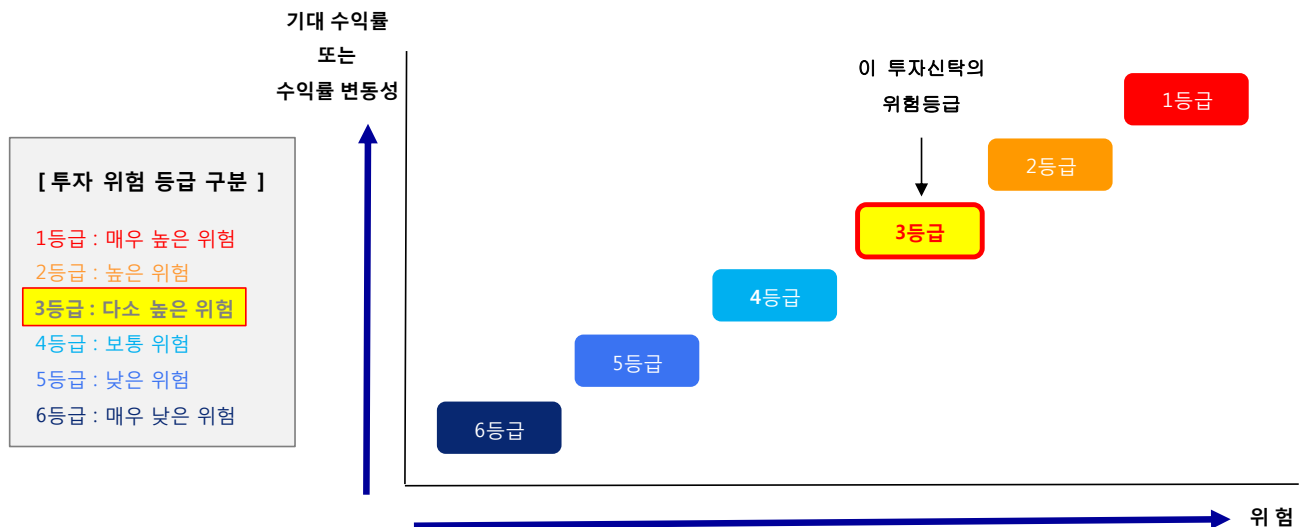 기대 수익률
또는
수익률 변동성
이 투자신탁의
위험등급
1등급
2등급
3등급
4등급
5등급
6등급
[ 투자 위험 등급 구분 ]
1등급 : 매우 높은 위험
2등급 : 높은 위험
3등급 : 다소 높은 위험
4등급 : 보통 위험
5등급 : 낮은 위험
6등급 : 매우 낮은 위험
위 험